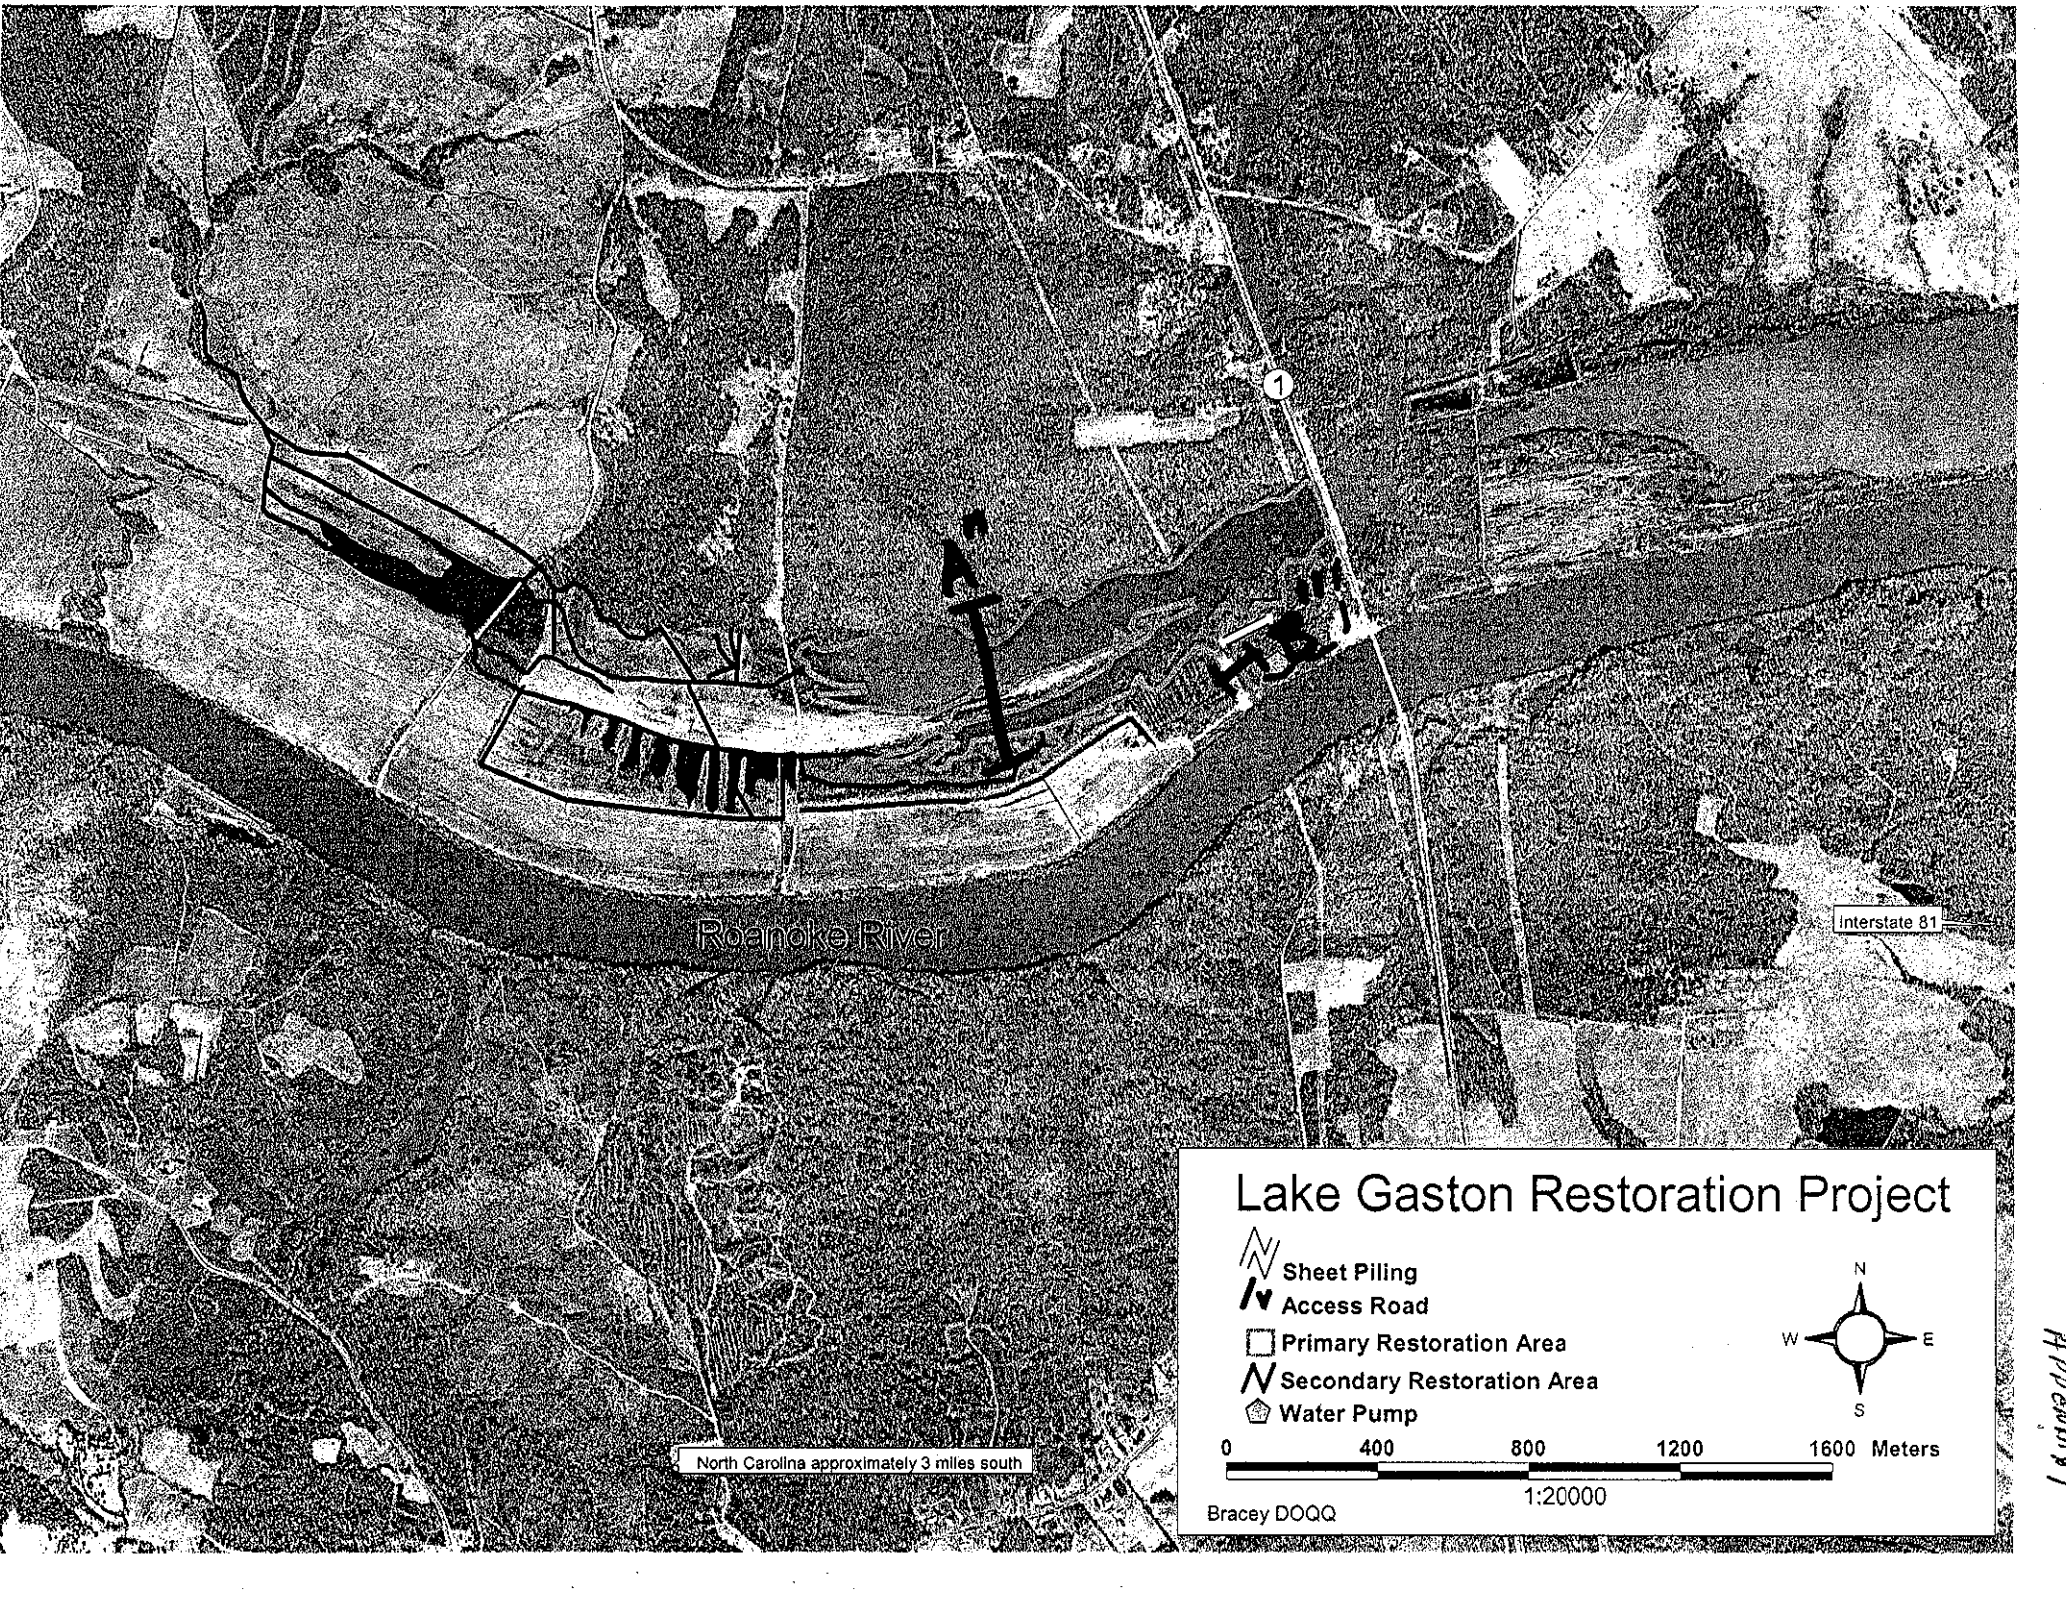 1
"A"
"B"
Roanoke River
Interstate 81
Lake Gaston Restoration Project
Sheet Piling
Access Road
Primary Restoration Area
Secondary Restoration Area
Water Pump
N
W E
S
0 400 800 1200 1600 Meters
1:20000
Bracey DOQQ
North Carolina approximately 3 miles south